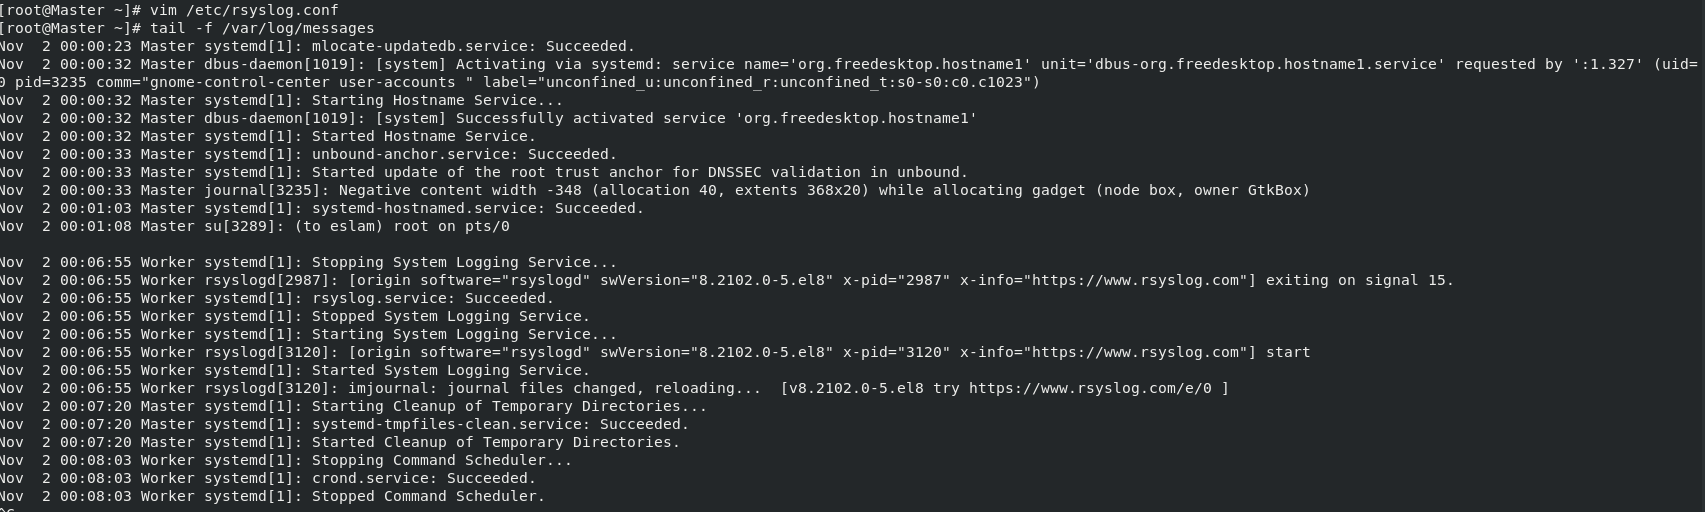 [root@Master ~]# vim /etc/rsyslog.conf
[root@Master ~]# tail -f /var/log/messages
Nov  2 00:00:23 Master systemd[1]: mlocate-updatedb.service: Succeeded.
Nov  2 00:00:32 Master dbus-daemon[1019]: [system] Activating via systemd: service name='org.freedesktop.hostname1' unit='dbus-org.freedesktop.hostname1.service' requested by ':1.327' (uid=
0 pid=3235 comm="gnome-control-center user-accounts " label="unconfined_u:unconfined_r:unconfined_t:s0-s0:c0.c1023")
Nov  2 00:00:32 Master systemd[1]: Starting Hostname Service...
Nov  2 00:00:32 Master dbus-daemon[1019]: [system] Successfully activated service 'org.freedesktop.hostname1'
Nov  2 00:00:32 Master systemd[1]: Started Hostname Service.
Nov  2 00:00:33 Master systemd[1]: unbound-anchor.service: Succeeded.
Nov  2 00:00:33 Master systemd[1]: Started update of the root trust anchor for DNSSEC validation in unbound.
Nov  2 00:00:33 Master journal[3235]: Negative content width -348 (allocation 40, extents 368x20) while allocating gadget (node box, owner GtkBox)
Nov  2 00:01:03 Master systemd[1]: systemd-hostnamed.service: Succeeded.
Nov  2 00:01:08 Master su[3289]: (to eslam) root on pts/0
Nov  2 00:06:55 Worker systemd[1]: Stopping System Logging Service...
Nov  2 00:06:55 Worker rsyslogd[2987]: [origin software="rsyslogd" swVersion="8.2102.0-5.el8" x-pid="2987" x-info="https://www.rsyslog.com"] exiting on signal 15.
Nov  2 00:06:55 Worker systemd[1]: rsyslog.service: Succeeded.
Nov  2 00:06:55 Worker systemd[1]: Stopped System Logging Service.
Nov  2 00:06:55 Worker systemd[1]: Starting System Logging Service...
Nov  2 00:06:55 Worker rsyslogd[3120]: [origin software="rsyslogd" swVersion="8.2102.0-5.el8" x-pid="3120" x-info="https://www.rsyslog.com"] start
Nov  2 00:06:55 Worker systemd[1]: Started System Logging Service.
Nov  2 00:06:55 Worker rsyslogd[3120]: imjournal: journal files changed, reloading...  [v8.2102.0-5.el8 try https://www.rsyslog.com/e/0 ]
Nov  2 00:07:20 Master systemd[1]: Starting Cleanup of Temporary Directories...
Nov  2 00:07:20 Master systemd[1]: systemd-tmpfiles-clean.service: Succeeded.
Nov  2 00:07:20 Master systemd[1]: Started Cleanup of Temporary Directories.
Nov  2 00:08:03 Worker systemd[1]: Stopping Command Scheduler...
Nov  2 00:08:03 Worker systemd[1]: crond.service: Succeeded.
Nov  2 00:08:03 Worker systemd[1]: Stopped Command Scheduler.